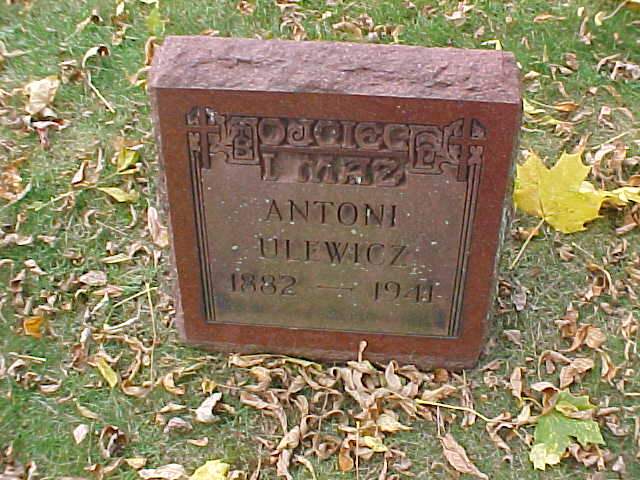 OJCIEC
I MĄŻ
ANTONI
ULEWICZ
1882 — 1941